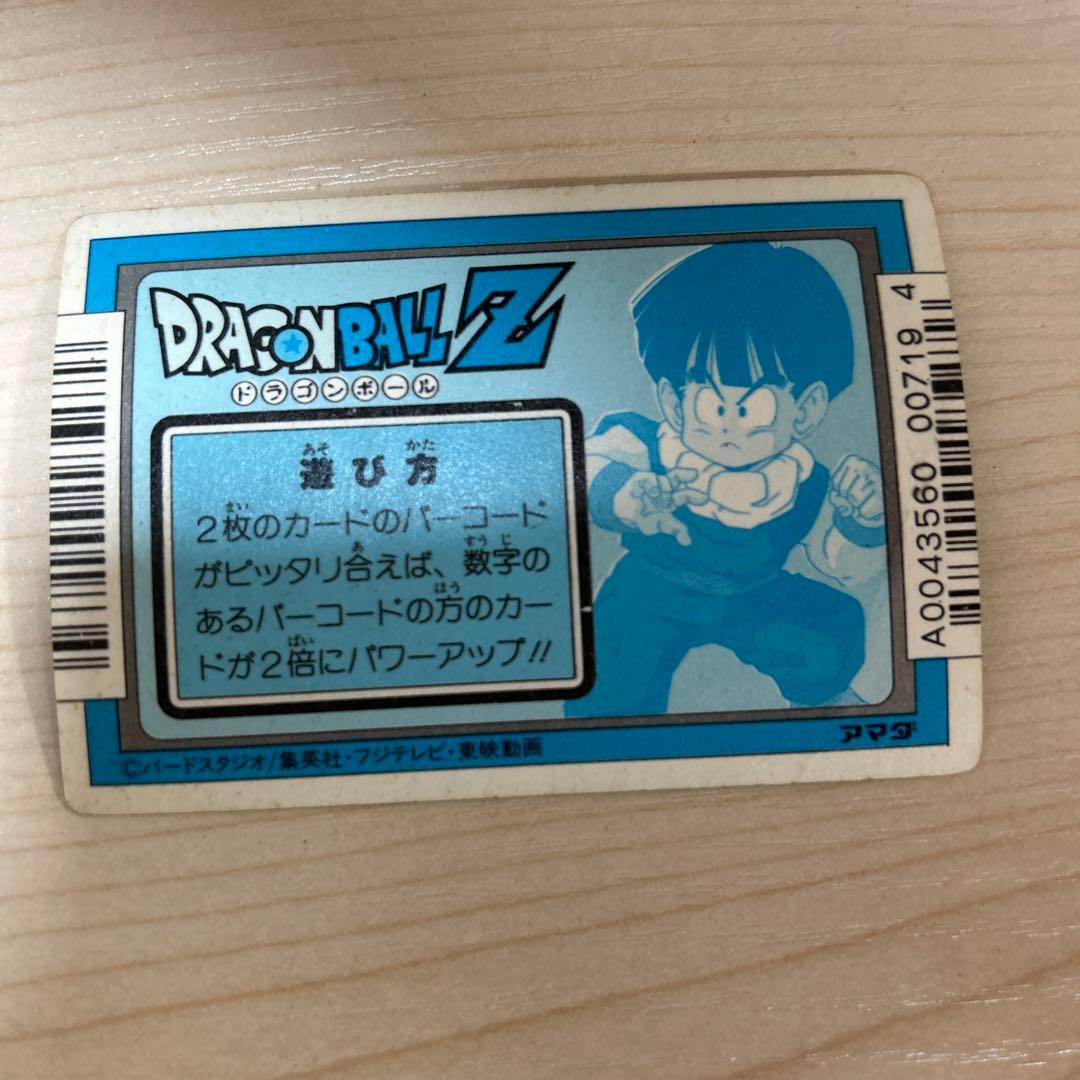 DRAGON BALL Z
ドラゴンボール
遊び方
2枚のカードのバーコード
がピッタリ合えば、数字の
あるバーコードの方のカー
ドが2倍にパワーアップ!!
A0043560 00719 4
アマダ
©バードスタジオ/集英社・フジテレビ・東映動画